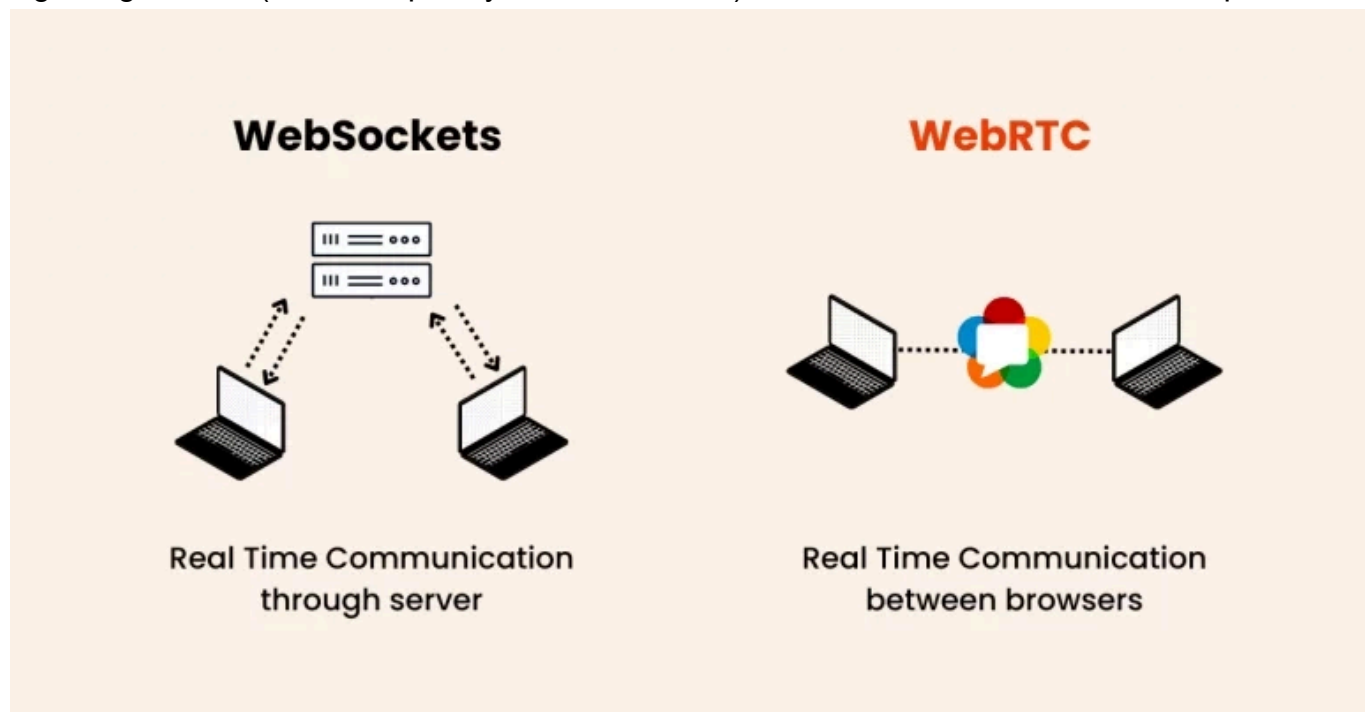 WebSockets
Real Time Communication
through server
WebRTC
Real Time Communication
between browsers